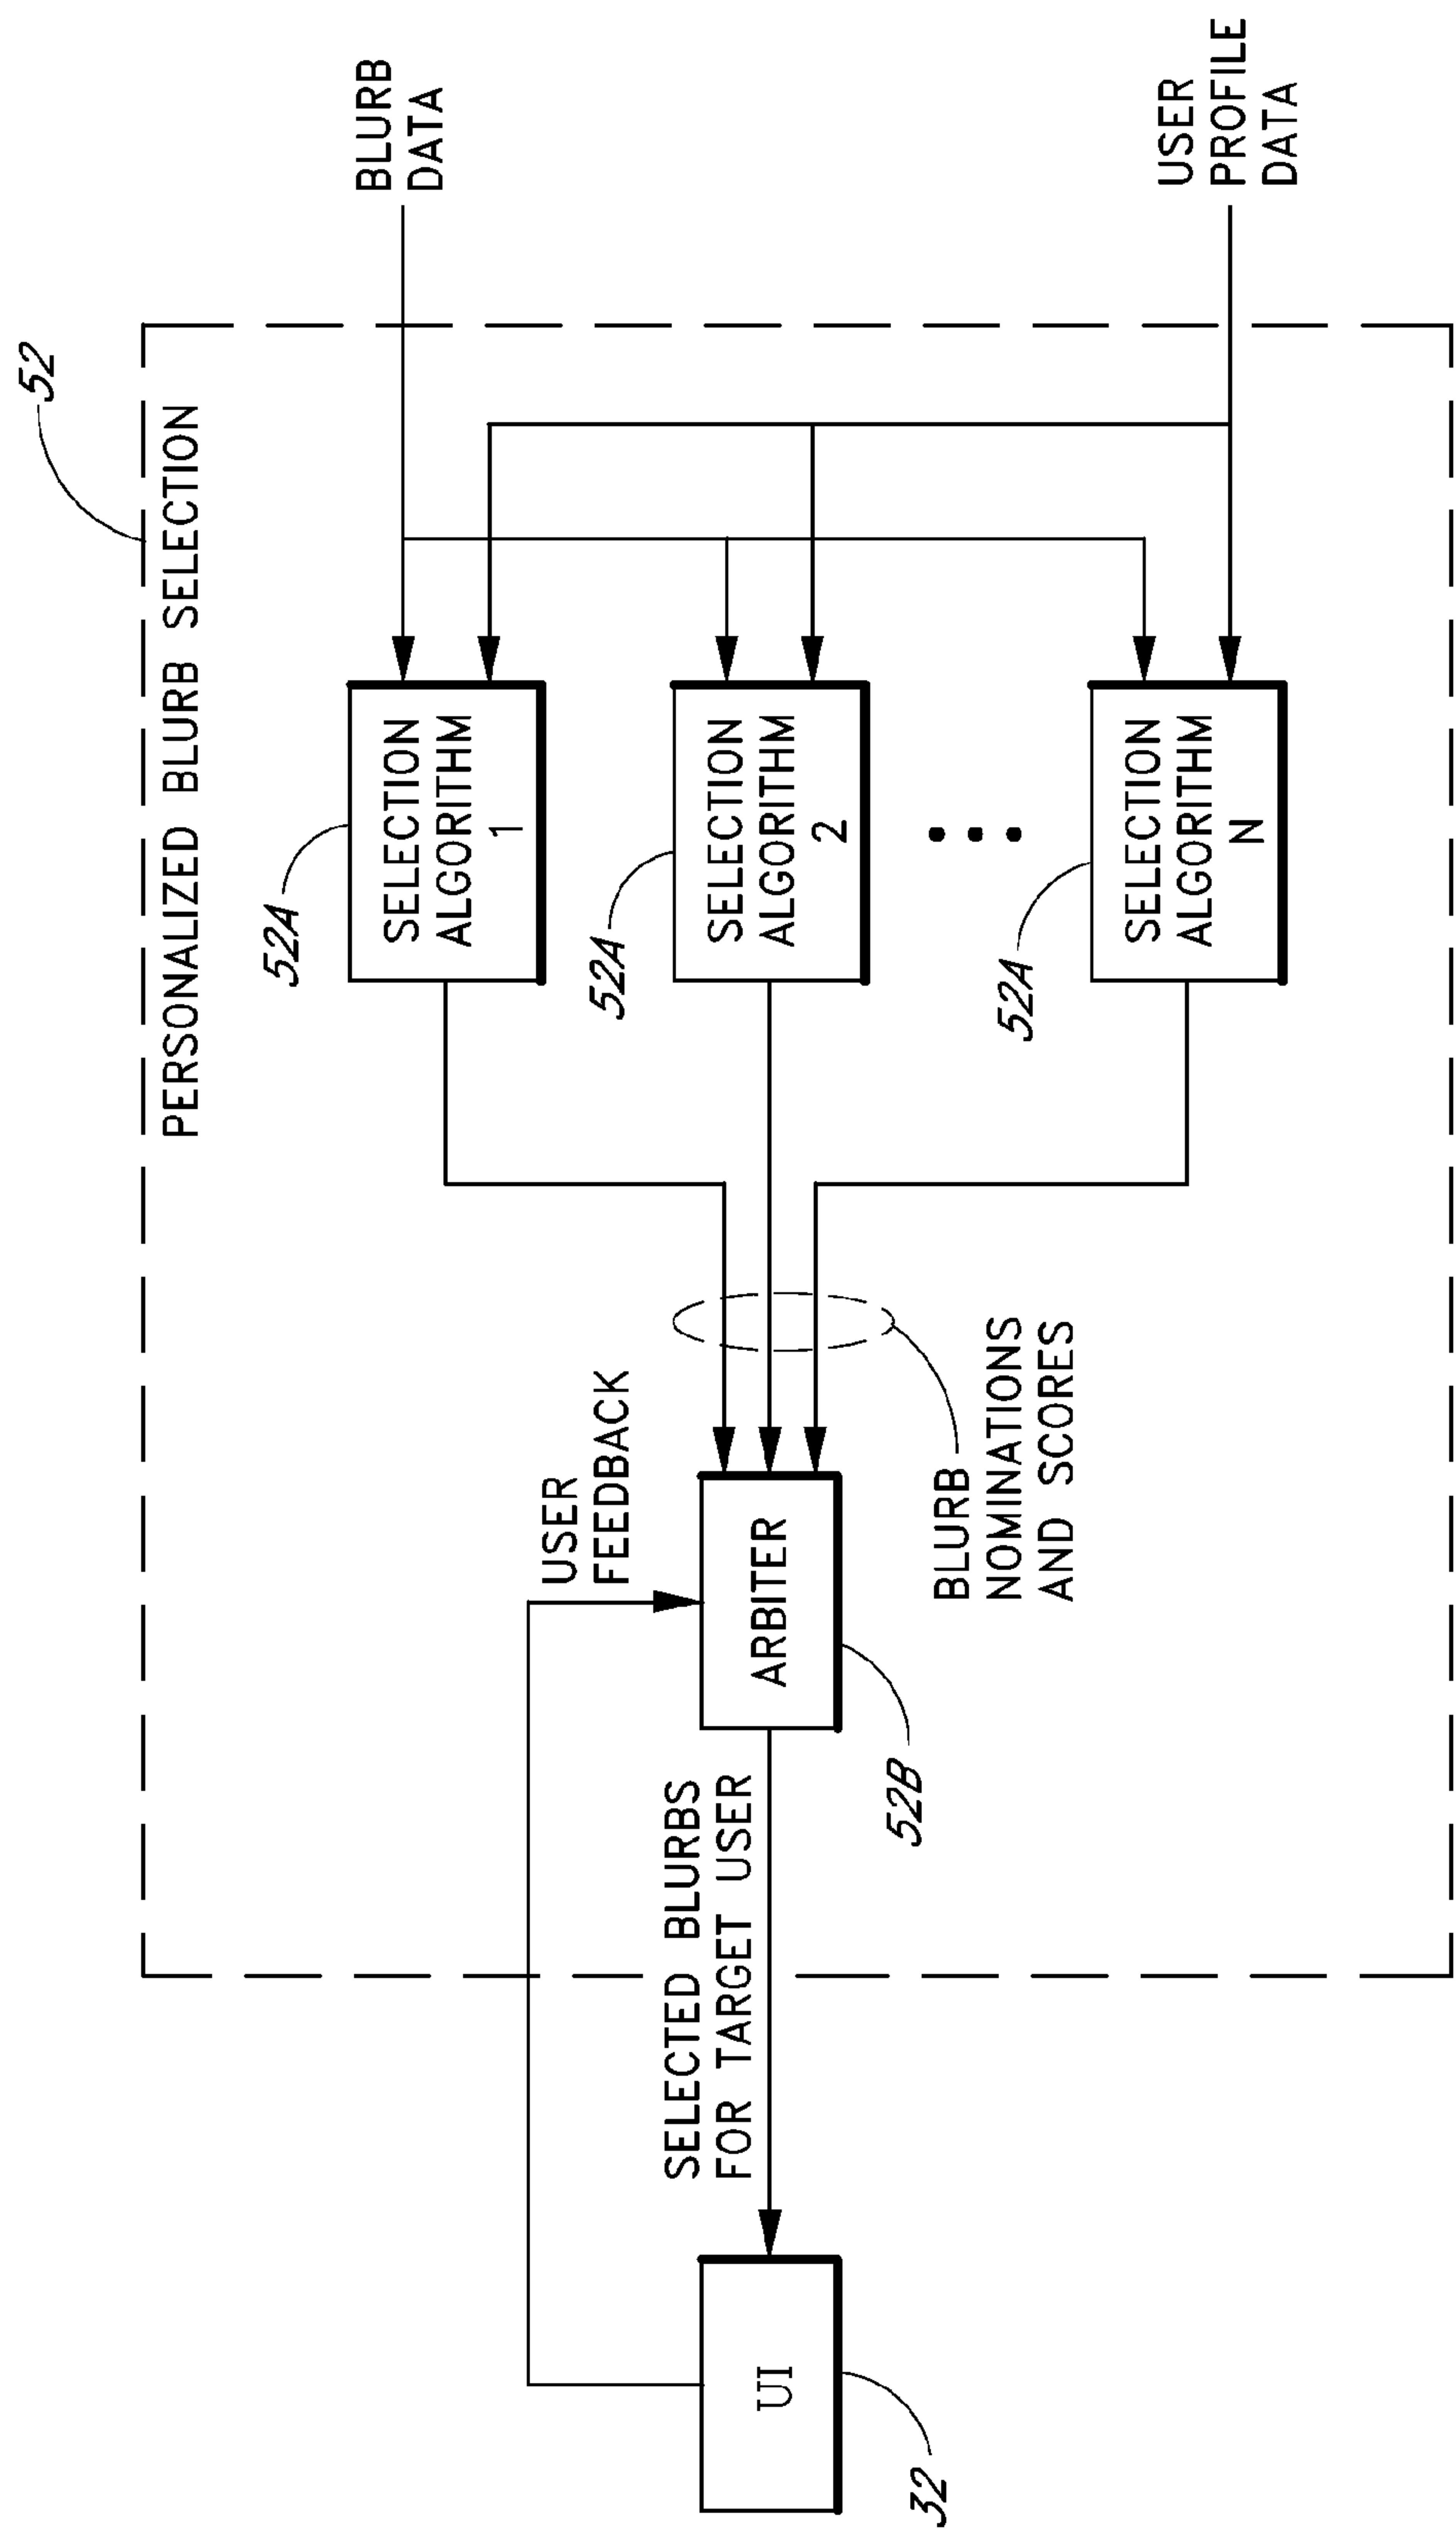 52
PERSONALIZED BLURB SELECTION
BLURB
DATA
USER
PROFILE
DATA
52A
SELECTION
ALGORITHM
1
52A
SELECTION
ALGORITHM
2
52A
SELECTION
ALGORITHM
N
USER
FEEDBACK
ARBITER
52B
BLURB
NOMINATIONS
AND SCORES
SELECTED BLURBS
FOR TARGET USER
UI
32